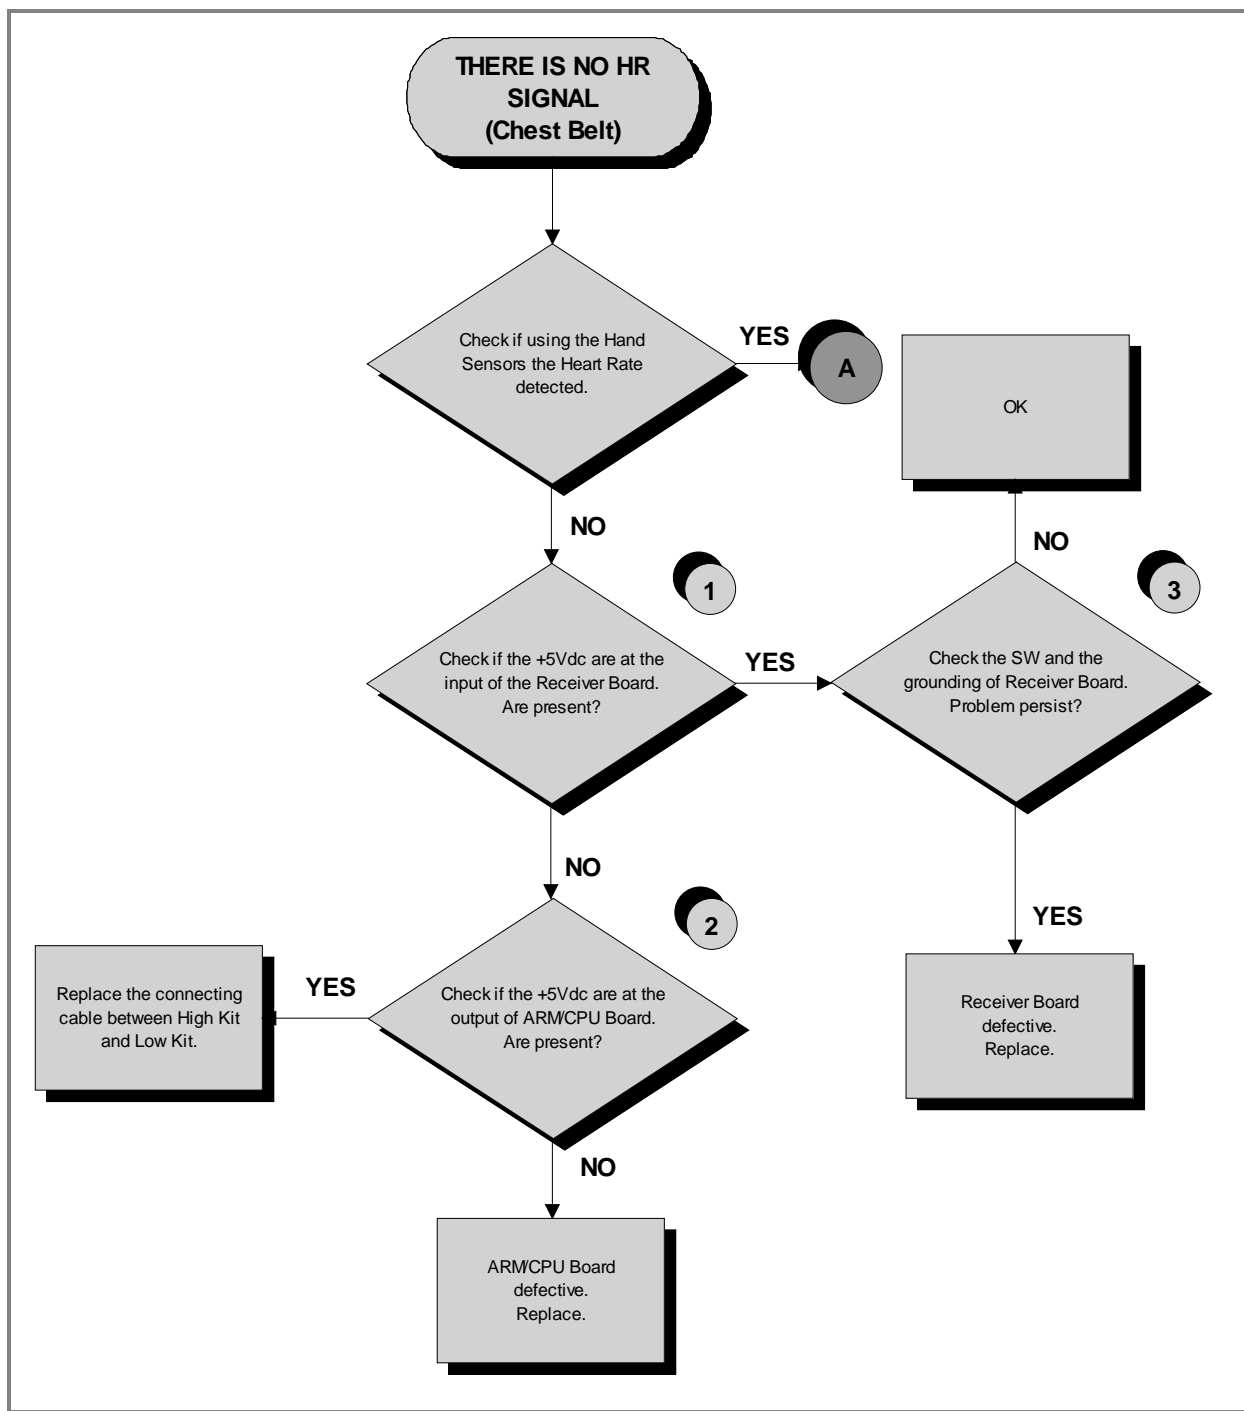 THERE IS NO HR
SIGNAL
(Chest Belt)
Check if using the Hand
Sensors the Heart Rate
detected.
YES
A
OK
NO
NO
1
3
Check if the +5Vdc are at the
input of the Receiver Board.
Are present?
YES
Check the SW and the
grounding of Receiver Board.
Problem persist?
NO
2
YES
Replace the connecting
cable between High Kit
and Low Kit.
YES
Check if the +5Vdc are at the
output of ARM/CPU Board.
Are present?
Receiver Board
defective.
Replace.
NO
ARM/CPU Board
defective.
Replace.